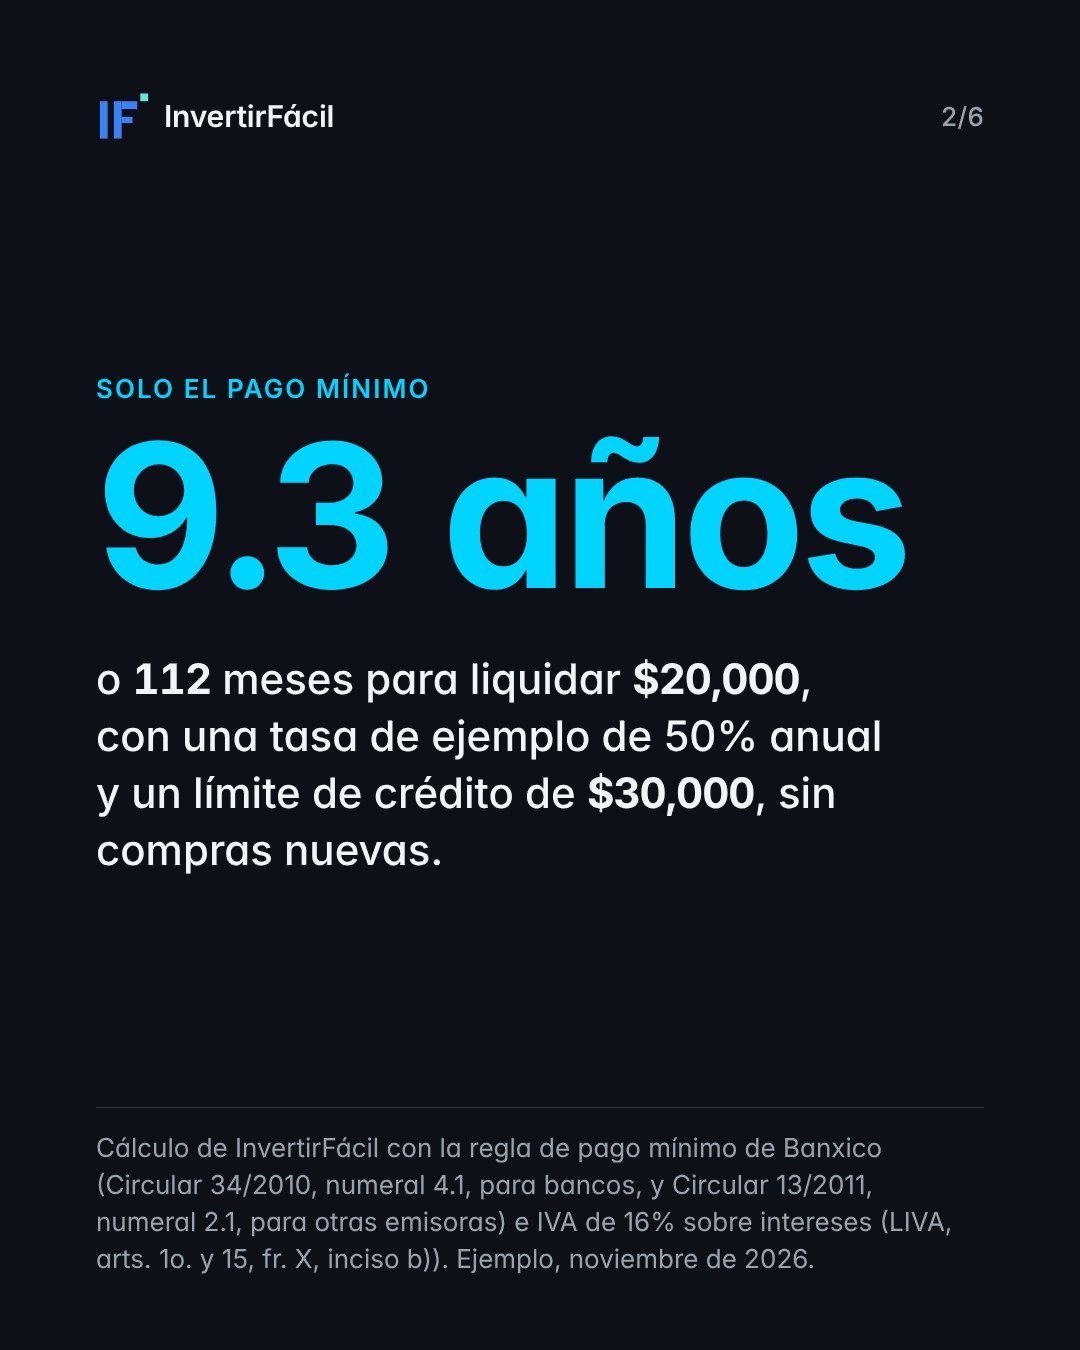 IF InvertirFácil
2/6
SOLO EL PAGO MÍNIMO
9.3 años
o 112 meses para liquidar $20,000,
con una tasa de ejemplo de 50% anual
y un límite de crédito de $30,000, sin
compras nuevas.
Cálculo de InvertirFácil con la regla de pago mínimo de Banxico
(Circular 34/2010, numeral 4.1, para bancos, y Circular 13/2011,
numeral 2.1, para otras emisoras) e IVA de 16% sobre intereses (LIVA,
arts. 1o. y 15, fr. X, inciso b)). Ejemplo, noviembre de 2026.